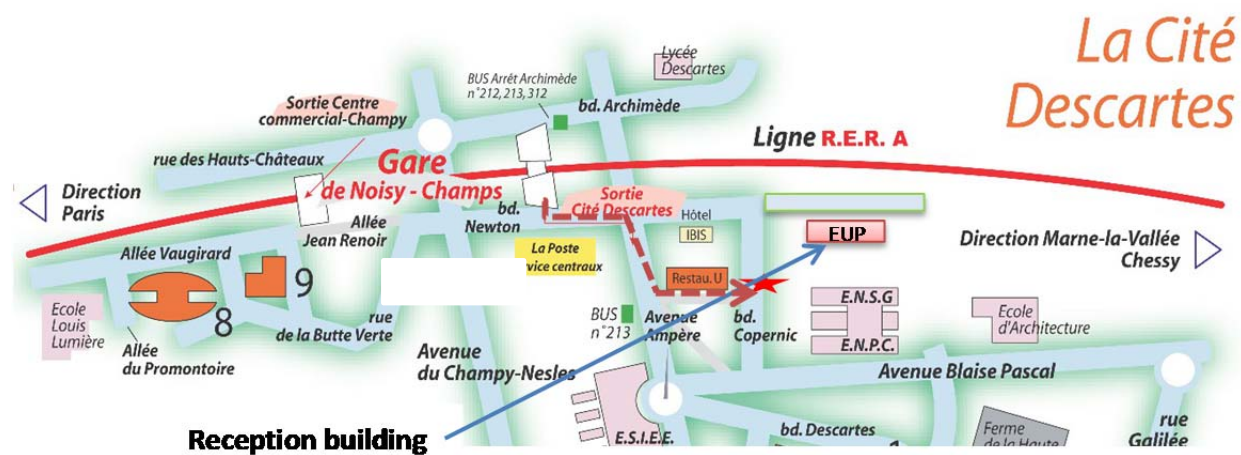 La Cité
Descartes
Lycée
Descartes
BUS Arrêt Archimède
n°212, 213, 312
bd. Archimède
Sortie Centre
commercial-Champy
rue des Hauts-Châteaux
Gare
de Noisy - Champs
Ligne R.E.R. A
Direction
Paris
Allée
Jean Renoir
bd.
Newton
Sortie
Cité Descartes
Hôtel
IBIS
EUP
Direction Marne-la-Vallée
Chessy
Allée Vaugirard
La Poste
vice centraux
Restau. U
9
8
Ecole
Louis
Lumière
rue
de la Butte Verte
Allée
du Promontoire
BUS
n°213
Avenue
Ampère
bd.
Copernic
E.N.S.G
E.N.P.C.
Ecole
d'Architecture
Avenue
du Champy-Nesles
Avenue Blaise Pascal
Reception building
E.S.I.E.E.
bd. Descartes
Ferme
de la Haute
rue
Galilée